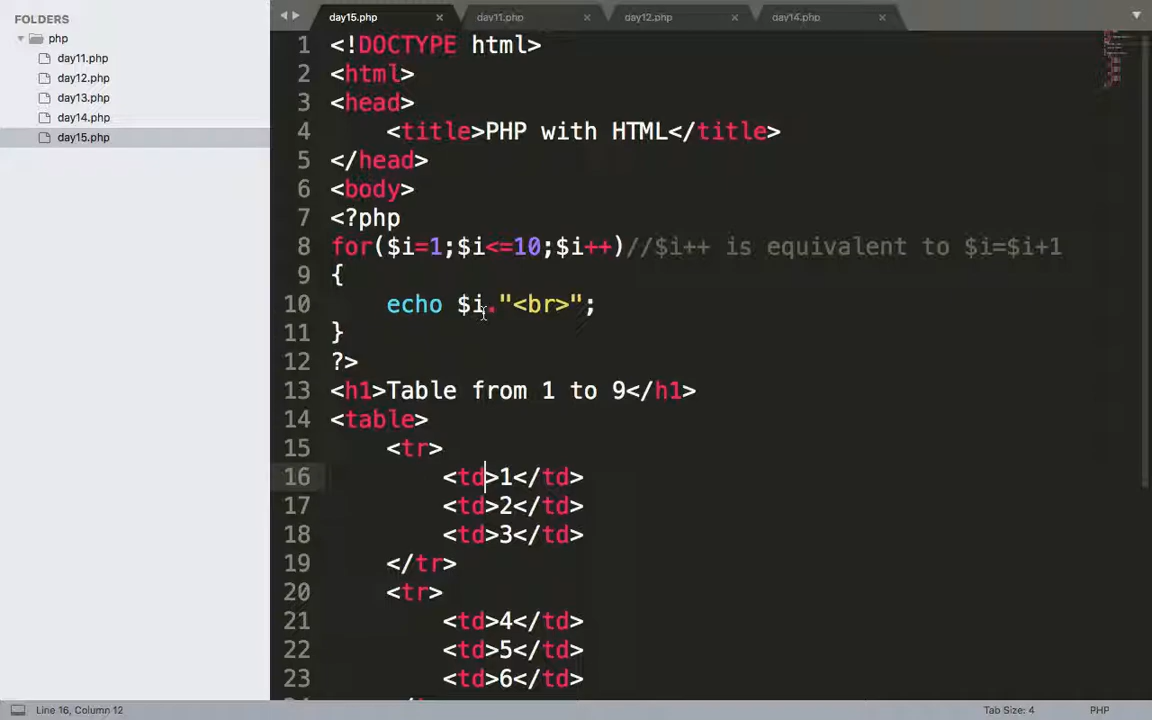 FOLDERS
php
day11.php
day12.php
day13.php
day14.php
day15.php
day15.php × day11.php × day12.php × day14.php ×
1 <!DOCTYPE html>
2 <html>
3 <head>
4 <title>PHP with HTML</title>
5 </head>
6 <body>
7 <?php
8 for($i=1;$i<=10;$i++)//$i++ is equivalent to $i=$i+1
9 {
10 echo $i."<br>";
11 }
12 ?>
13 <h1>Table from 1 to 9</h1>
14 <table>
15 <tr>
16 <td>1</td>
17 <td>2</td>
18 <td>3</td>
19 </tr>
20 <tr>
21 <td>4</td>
22 <td>5</td>
23 <td>6</td>
Line 16, Column 12 Tab Size: 4 PHP